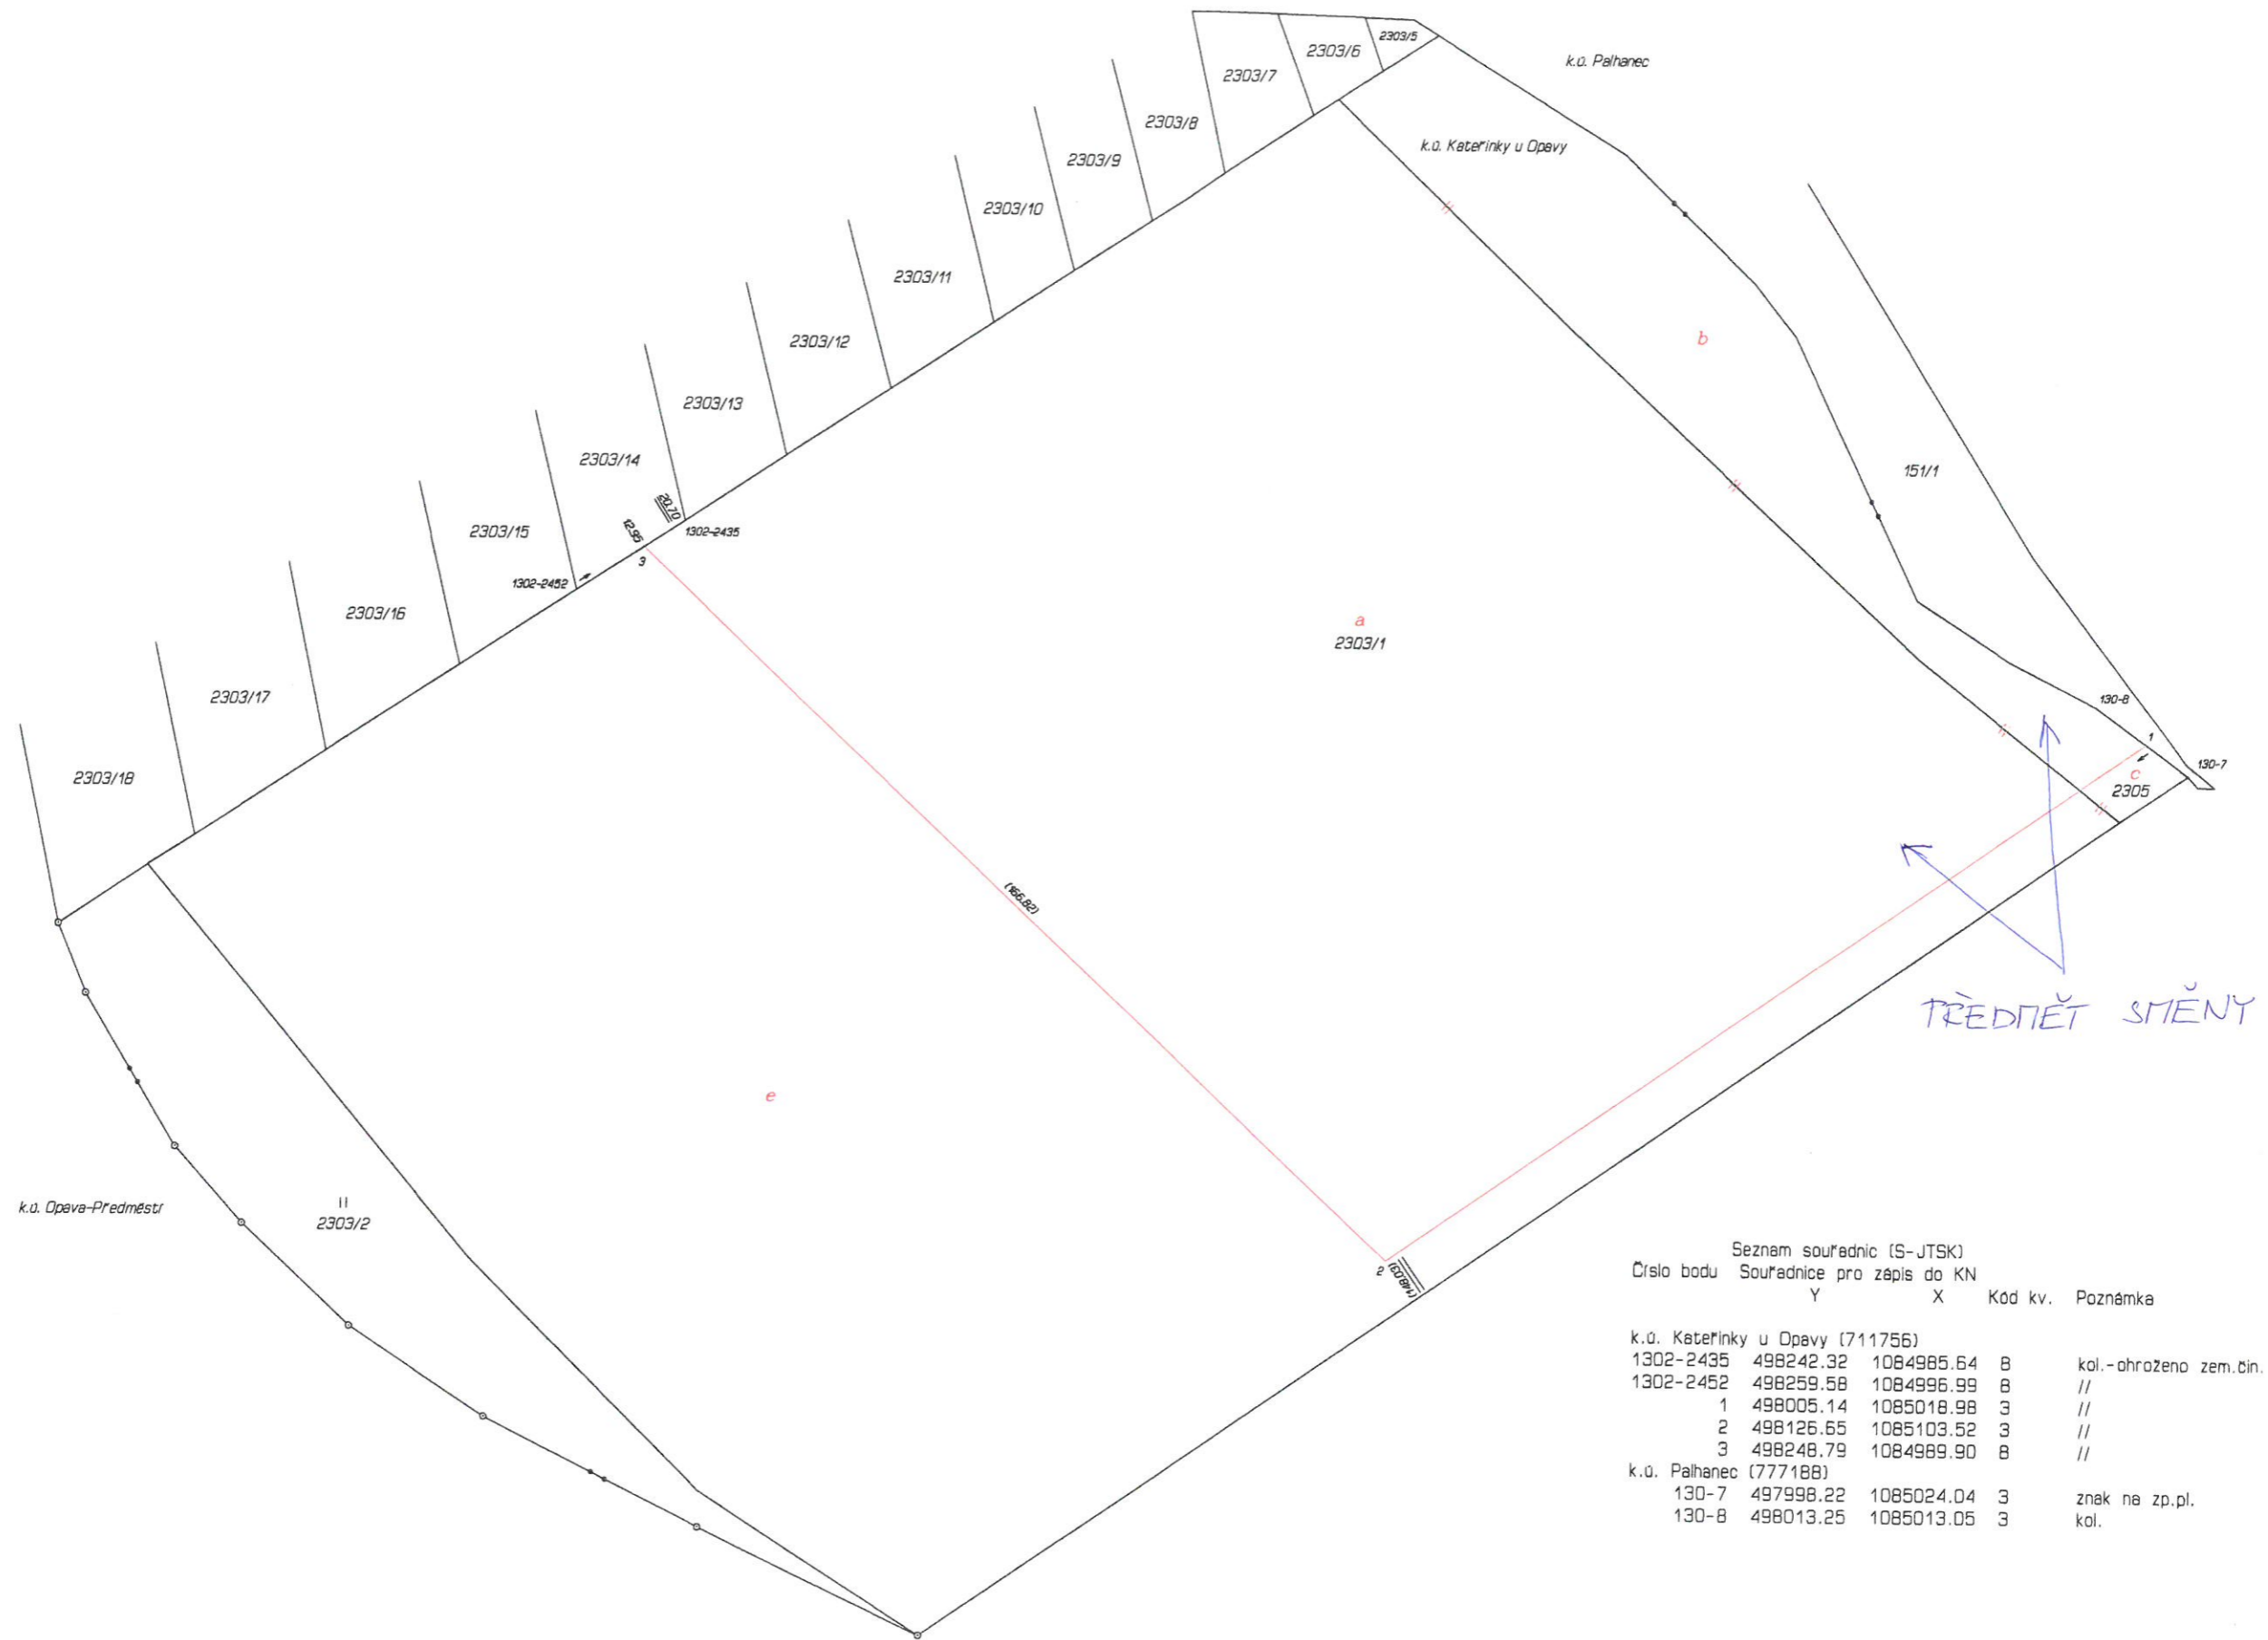 2303/5
2303/6
k.ú. Palhanec
2303/7
2303/8
k.ú. Kateřinky u Opavy
2303/9
2303/10
2303/11
b
2303/12
2303/13
2303/14
151/1
20.70
2303/15
12.95
1302-2435
3
1302-2452
2303/16
a
2303/1
2303/17
130-8
1
130-7
2303/18
c
2305
(166.82)
PŘEDMĚT SMĚNY
e
k.ú. Opava-Předměstí
2303/2
2
(148.03)
Seznam souřadnic (S-JTSK)
Číslo bodu Souřadnice pro zápis do KN
Y X Kód kv. Poznámka
k.ú. Kateřinky u Opavy (711756)
1302-2435 498242.32 1084985.64 8 kol.-ohroženo zem.čin.
1302-2452 498259.58 1084996.99 8 //
1 498005.14 1085018.98 3 //
2 498126.65 1085103.52 3 //
3 498248.79 1084989.90 8 //
k.ú. Palhanec (777188)
130-7 497998.22 1085024.04 3 znak na zp.pl.
130-8 498013.25 1085013.05 3 kol.